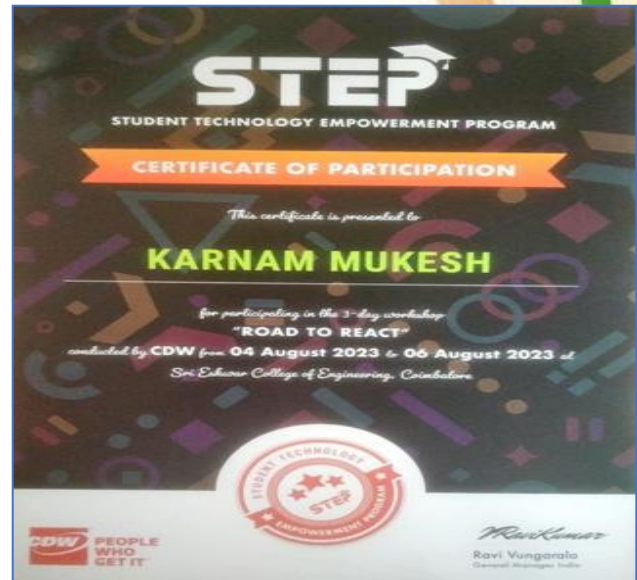 STEP
STUDENT TECHNOLOGY EMPOWERMENT PROGRAM
CERTIFICATE OF PARTICIPATION
This certificate is presented to
KARNAM MUKESH
for participating in the 3-day workshop
"ROAD TO REACT"
conducted by CDW from 04 August 2023 to 06 August 2023 at
Sri Eshwar College of Engineering, Coimbatore
STUDENT TECHNOLOGY
STEP
EMPOWERMENT PROGRAM
CDW
PEOPLE
WHO
GET IT
WRaviKumar
Ravi Vungarala
General Manager India